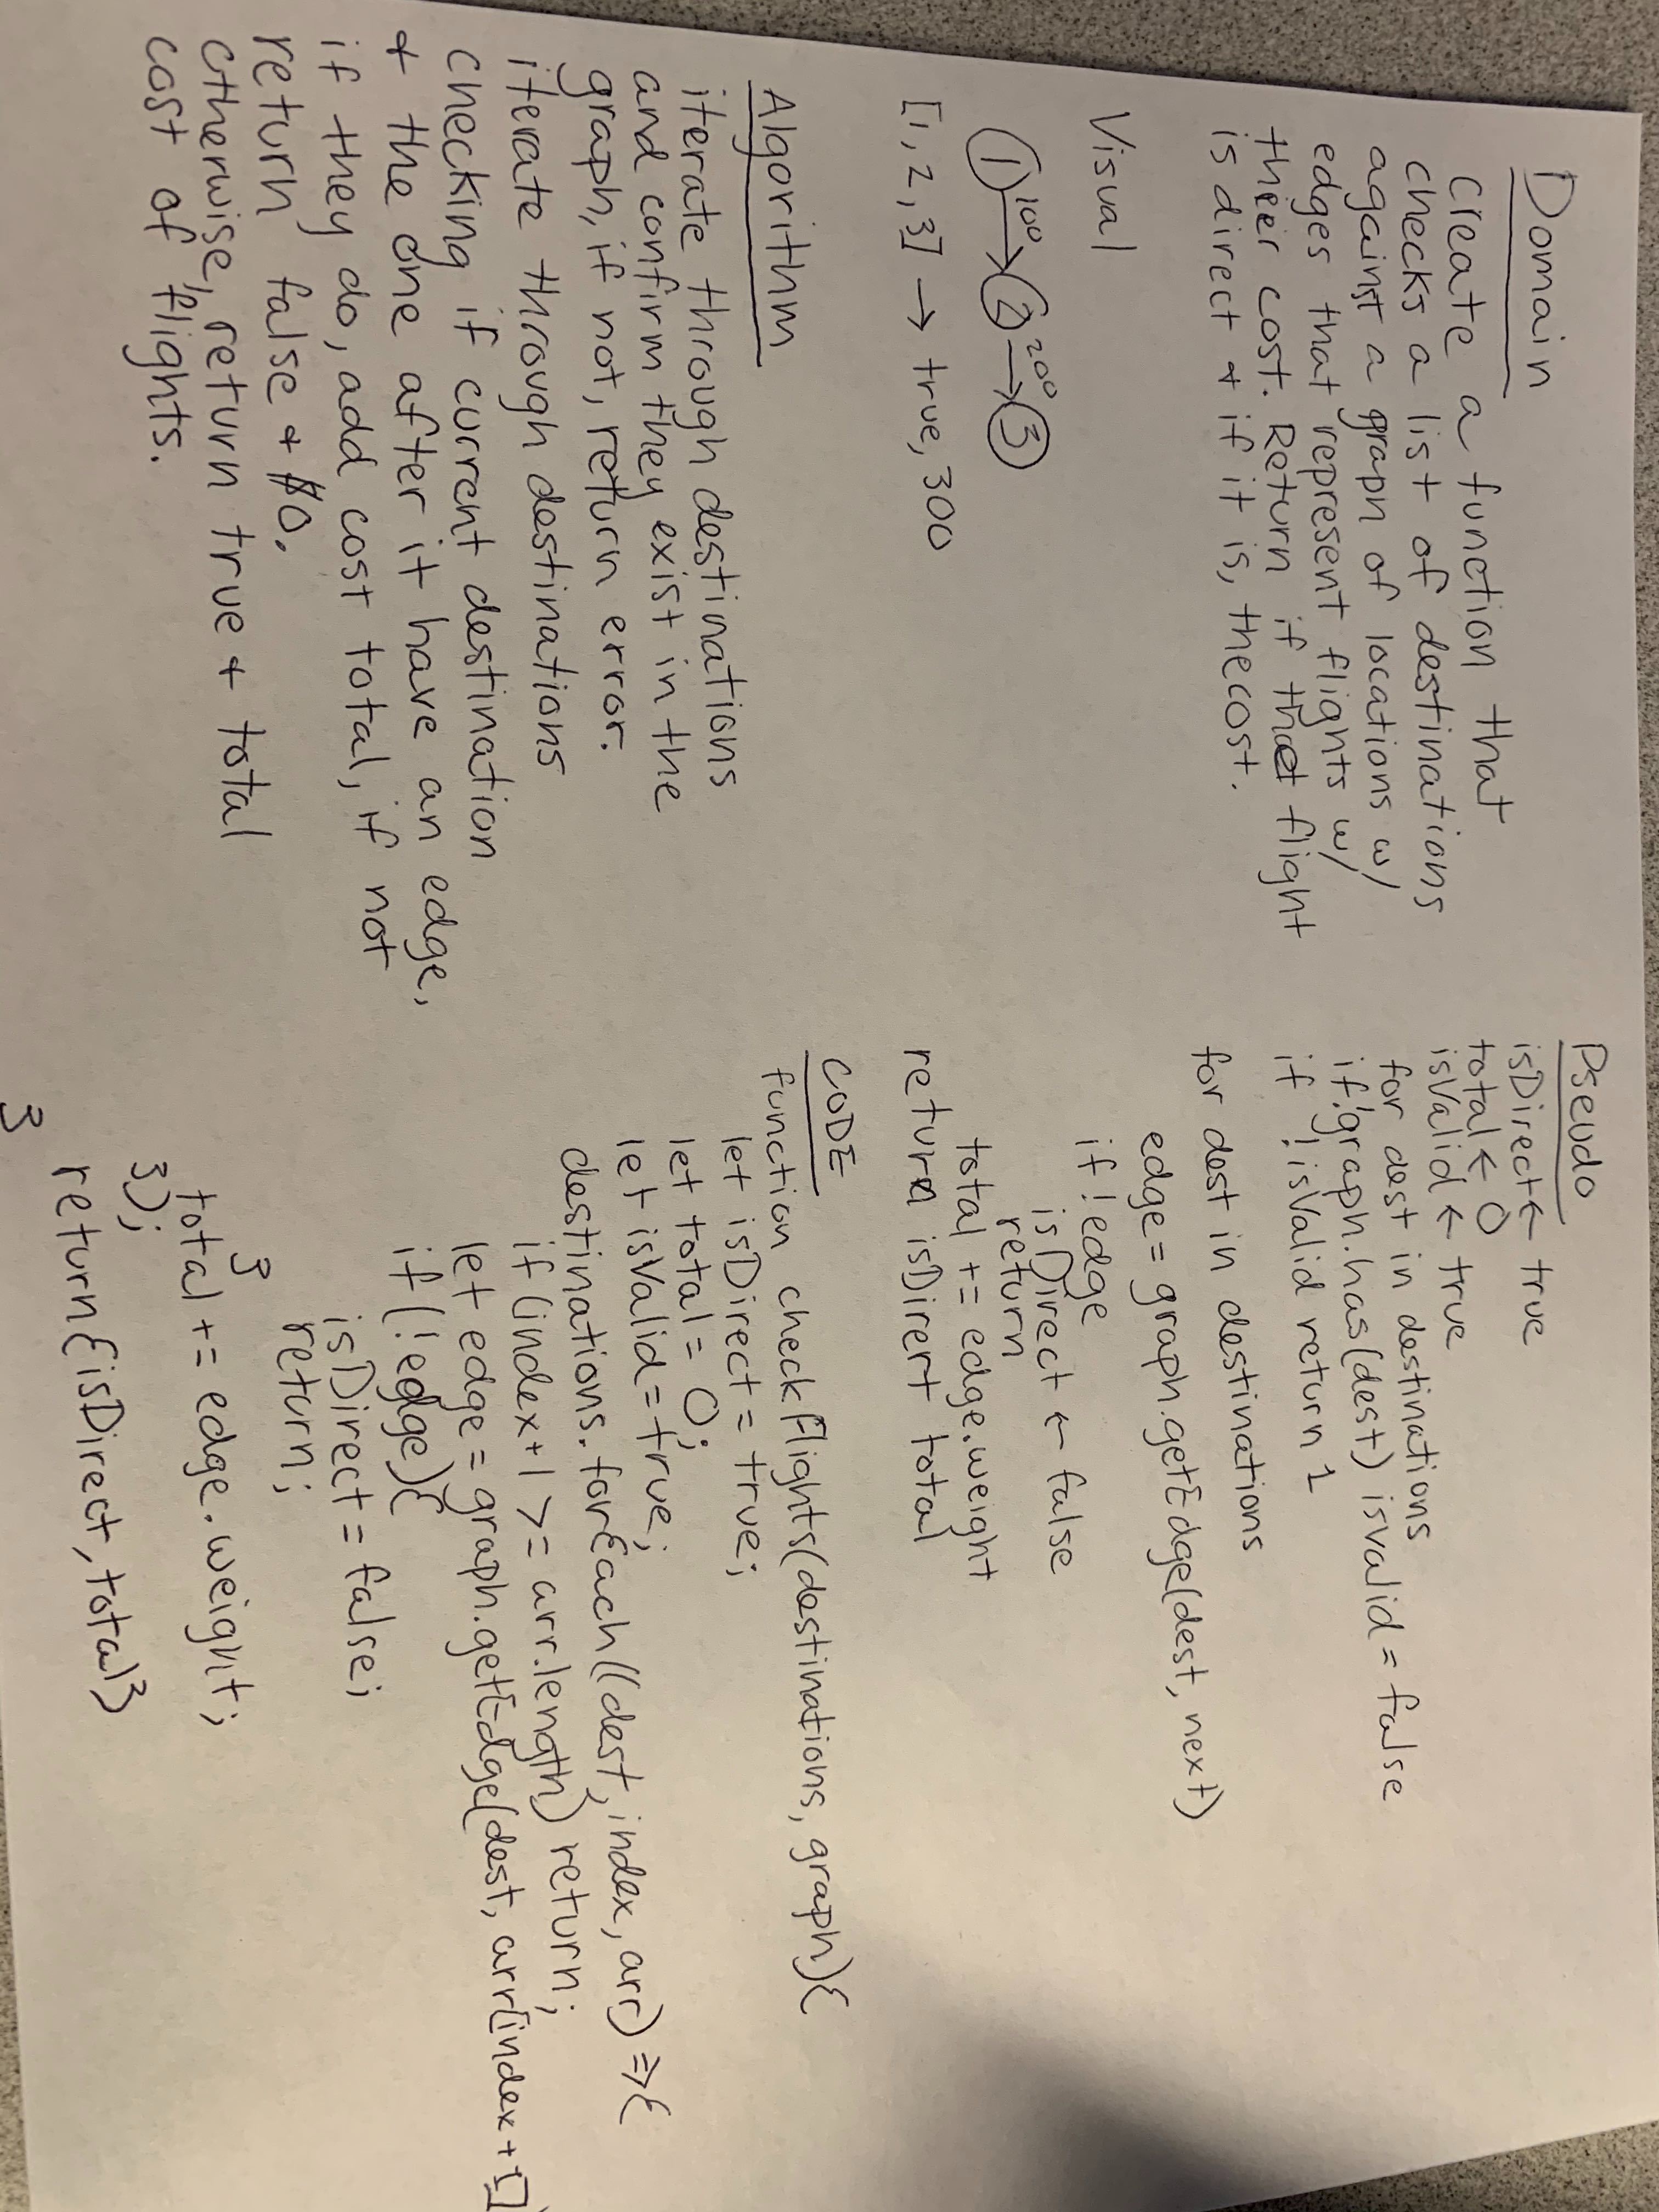 Domain
Create a function that
checks a list of destinations
against a graph of locations w/
edges that represent flights w/
their cost. Return if that flight
is direct + if it is, the cost.
Visual
1 100 → 2 200 → 3
[1, 2, 3] → true, 300
Algorithm
iterate through destinations
and confirm they exist in the
graph, if not, return error.
iterate through destinations
checking if current destination
+ the one after it have an edge,
if they do, add cost total, if not
return false + $0.
otherwise, return true + total
cost of flights.
Pseudo
isDirect ← true
total ← 0
isValid ← true
for dest in destinations
if !graph.has(dest) isValid = false
if !isValid return 1
for dest in destinations
edge = graph.getEdge(dest, next)
if !edge
isDirect ← false
return
total += edge.weight
return isDirert total
CODE
function checkFlights(destinations, graph){
let isDirect = true;
let total = 0;
let isValid = true;
destinations.forEach((dest, index, arr) => {
if (index+1 >= arr.length) return;
let edge = graph.getEdge(dest, arr[index+1])
if (!edge){
isDirect = false;
return;
}
total += edge.weight;
});
return{isDirect, total}
}